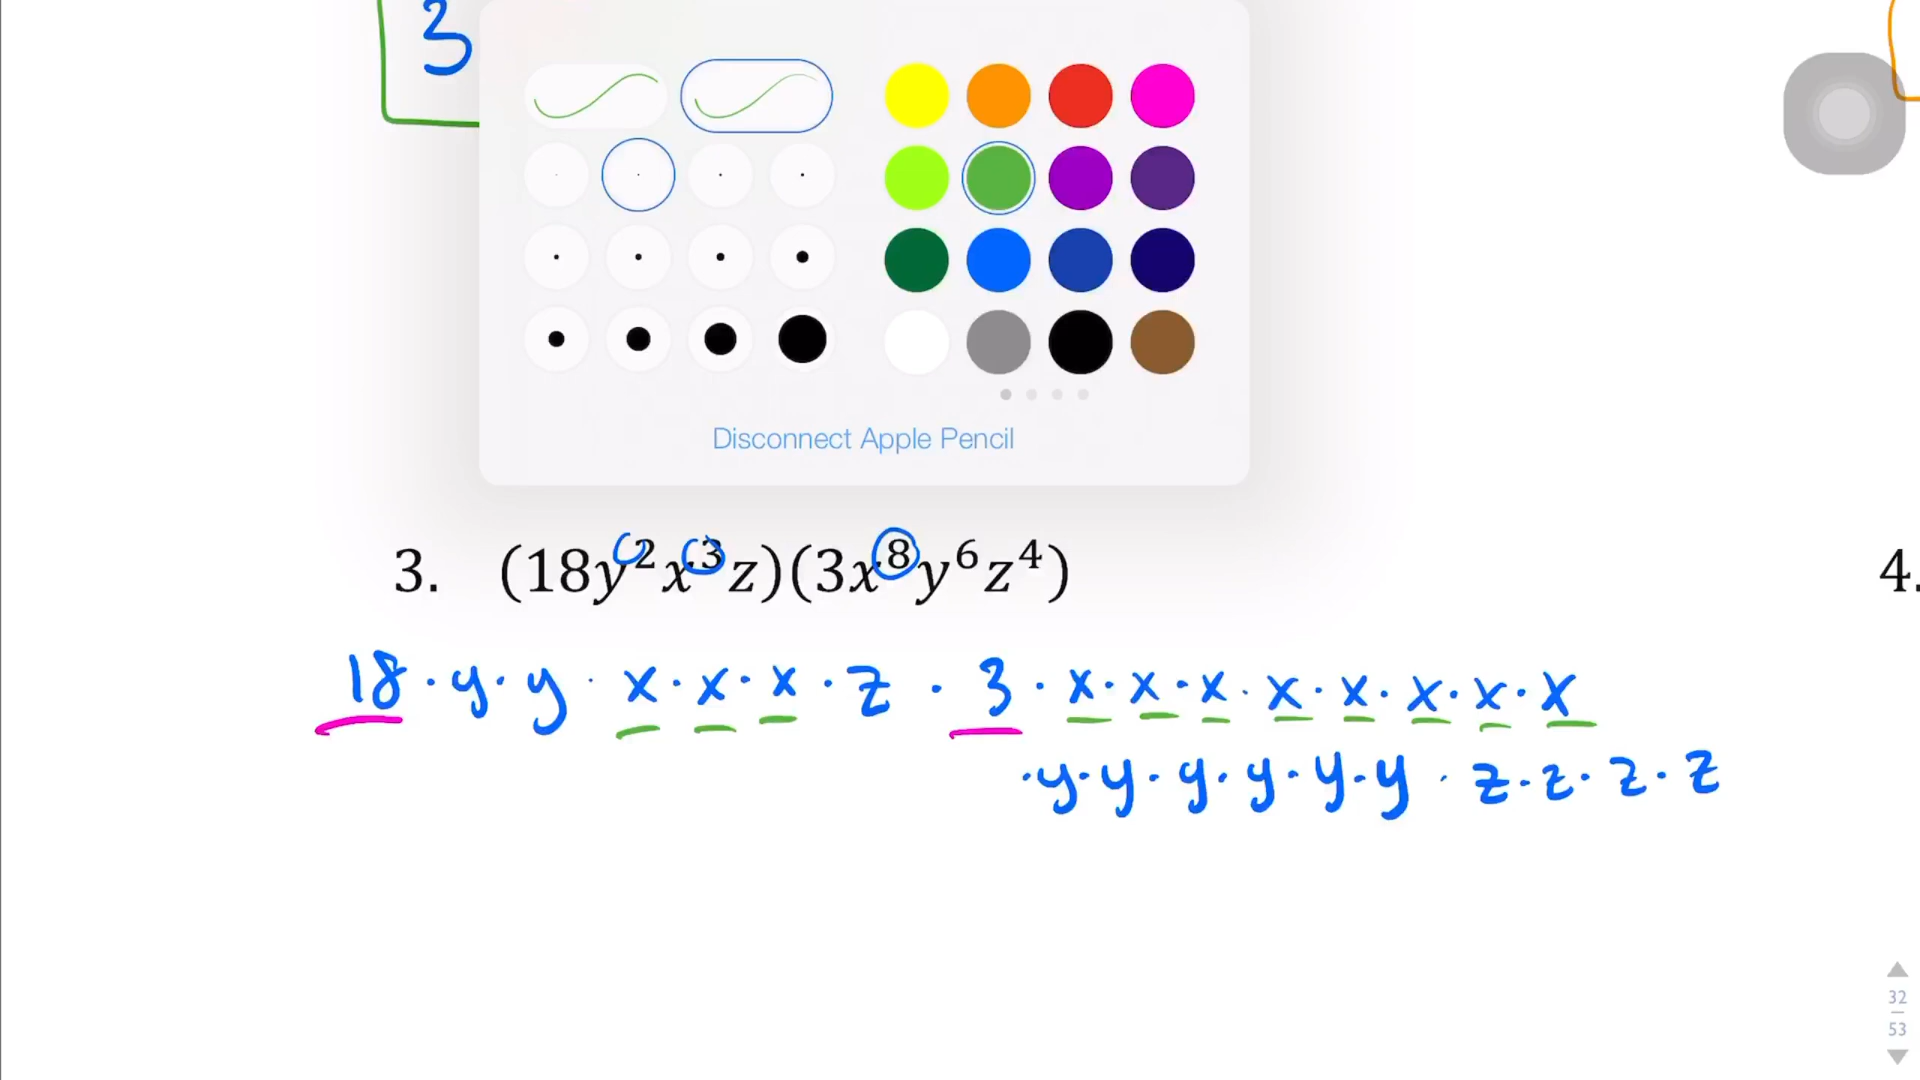 3
Disconnect Apple Pencil
3. (18y²x³z)(3x⁸y⁶z⁴)
4.
18 · y · y · x · x · x · z · 3 · x · x · x · x · x · x · x · x
· y · y · y · y · y · y · z · z · z · z
32
53